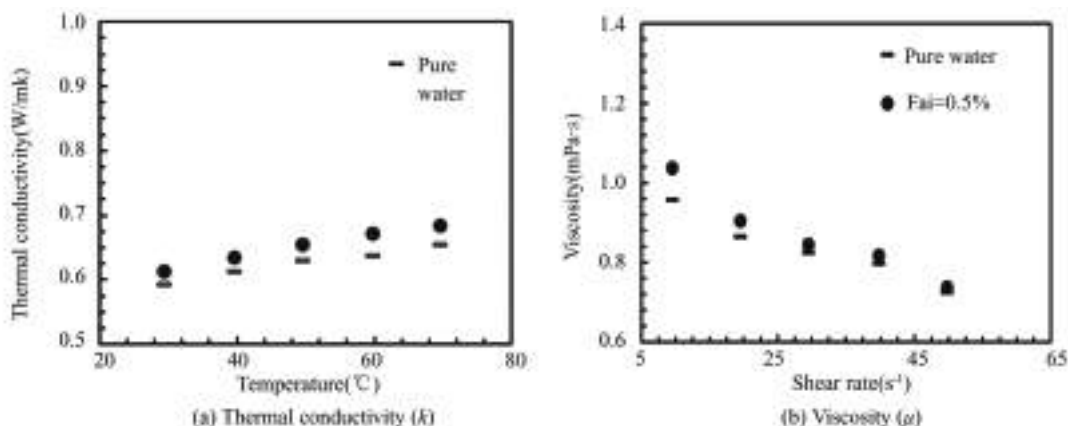 1.0
0.9
0.8
0.7
0.6
0.5
Thermal conductivity(W/mk)
Pure
water
20
40
60
80
Temperature(℃)
(a) Thermal conductivity (k)
1.4
1.2
1.0
0.8
0.6
Viscosity(mPa·s)
Pure water
Fai=0.5%
5
25
45
65
Shear rate(s⁻¹)
(b) Viscosity (μ)